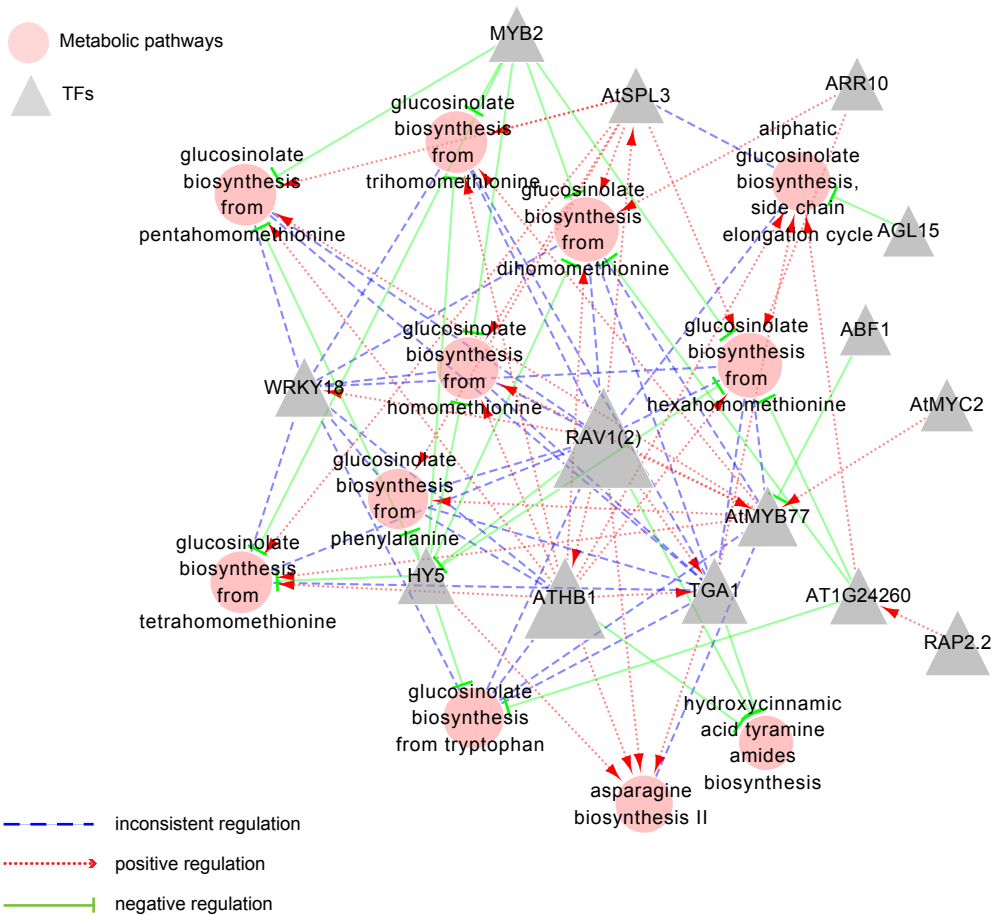 Metabolic pathways
TFs
MYB2
AtSPL3
ARR10
glucosinolate
biosynthesis
from
trihomomethionine
aliphatic
glucosinolate
biosynthesis,
side chain
elongation cycle
glucosinolate
biosynthesis
from
pentahomomethionine
glucosinolate
biosynthesis
from
dihomomethionine
AGL15
ABF1
glucosinolate
biosynthesis
from
homomethionine
glucosinolate
biosynthesis
from
hexahomomethionine
WRKY18
AtMYC2
RAV1(2)
glucosinolate
biosynthesis
from
phenylalanine
AtMYB77
glucosinolate
biosynthesis
from
tetrahomomethionine
HY5
ATHB1
TGA1
AT1G24260
RAP2.2
glucosinolate
biosynthesis
from tryptophan
hydroxycinnamic
acid tyramine
amides
biosynthesis
asparagine
biosynthesis II
inconsistent regulation
positive regulation
negative regulation